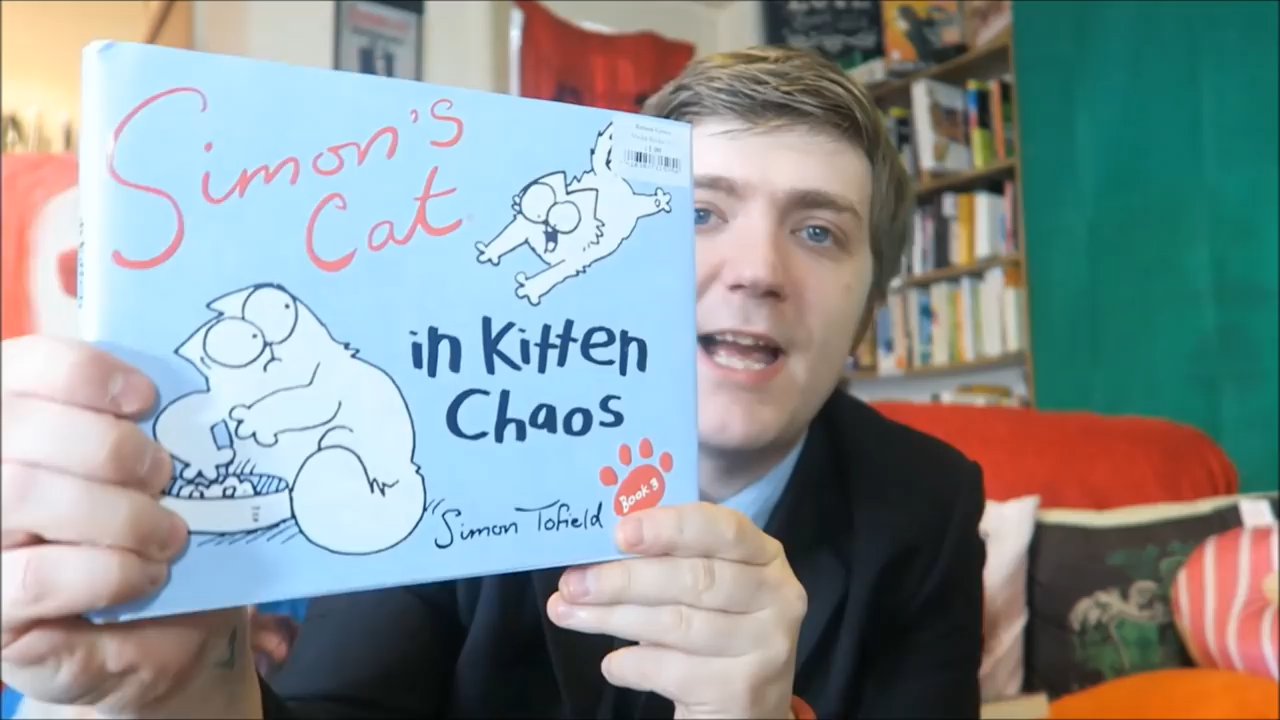 Simon's
Cat
in Kitten
Chaos
Book 3
Simon Tofield